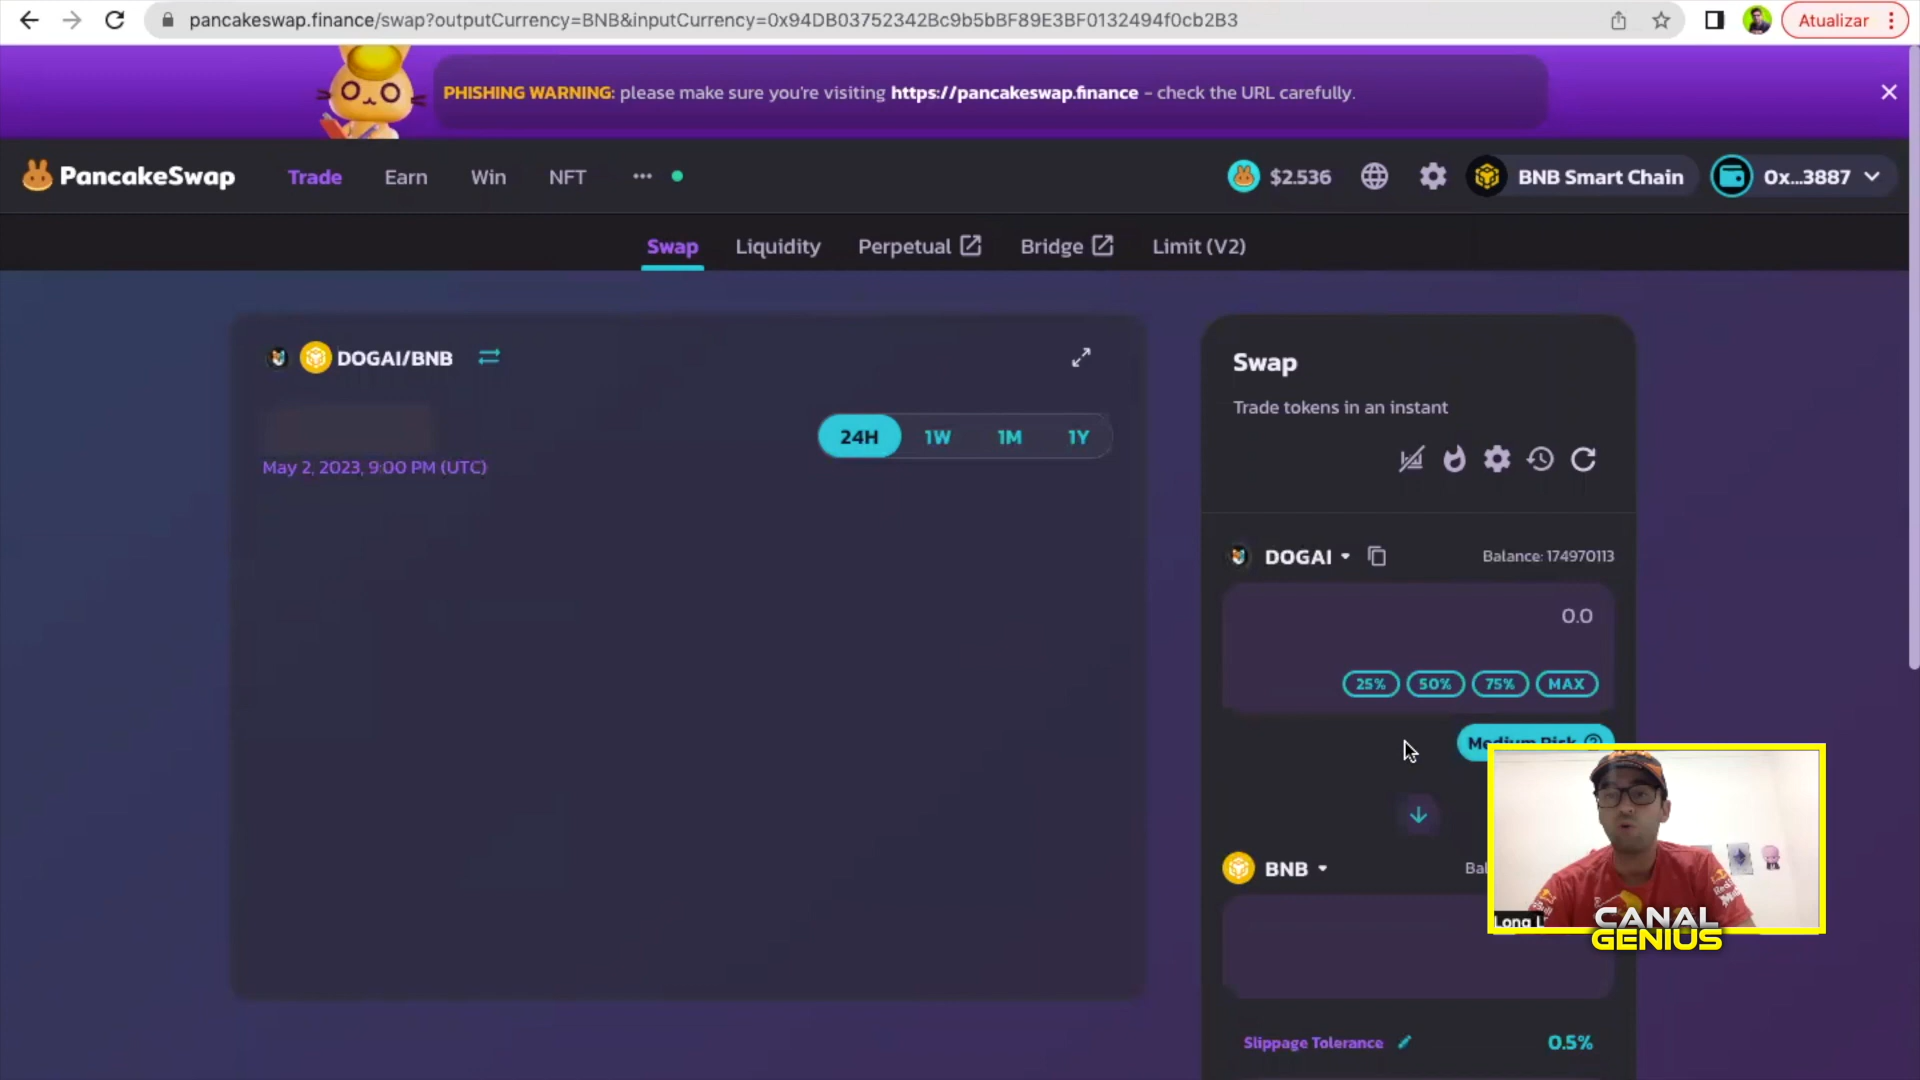 pancakeswap.finance/swap?outputCurrency=BNB&inputCurrency=0x94DB03752342Bc9b5bBF89E3BF0132494f0cb2B3
Atualizar
PHISHING WARNING: please make sure you're visiting https://pancakeswap.finance - check the URL carefully.
PancakeSwap Trade Earn Win NFT ··· $2.536 BNB Smart Chain 0x...3887
Swap Liquidity Perpetual Bridge Limit (V2)
DOGAI/BNB
24H 1W 1M 1Y
May 2, 2023, 9:00 PM (UTC)
Swap
Trade tokens in an instant
DOGAI Balance: 174970113
0.0
25% 50% 75% MAX
Medium Risk
BNB
Slippage Tolerance 0.5%
Long
CANAL
GENIUS